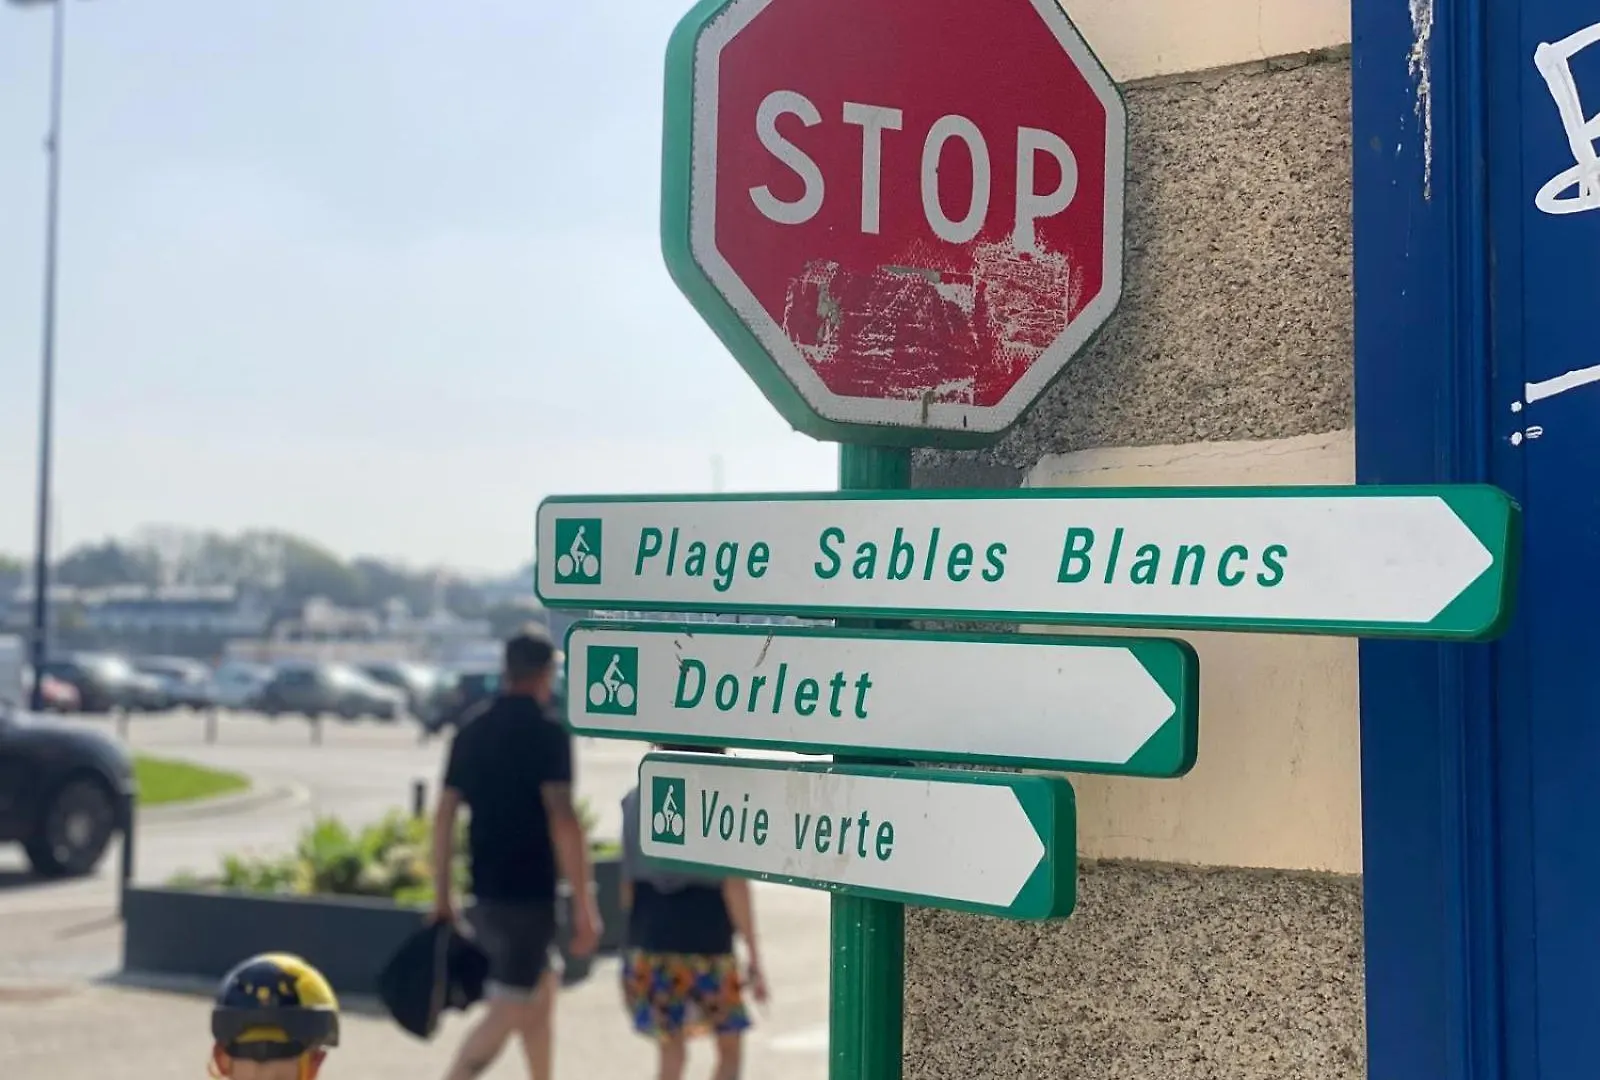 STOP
Plage Sables Blancs
Dorlett
Voie verte